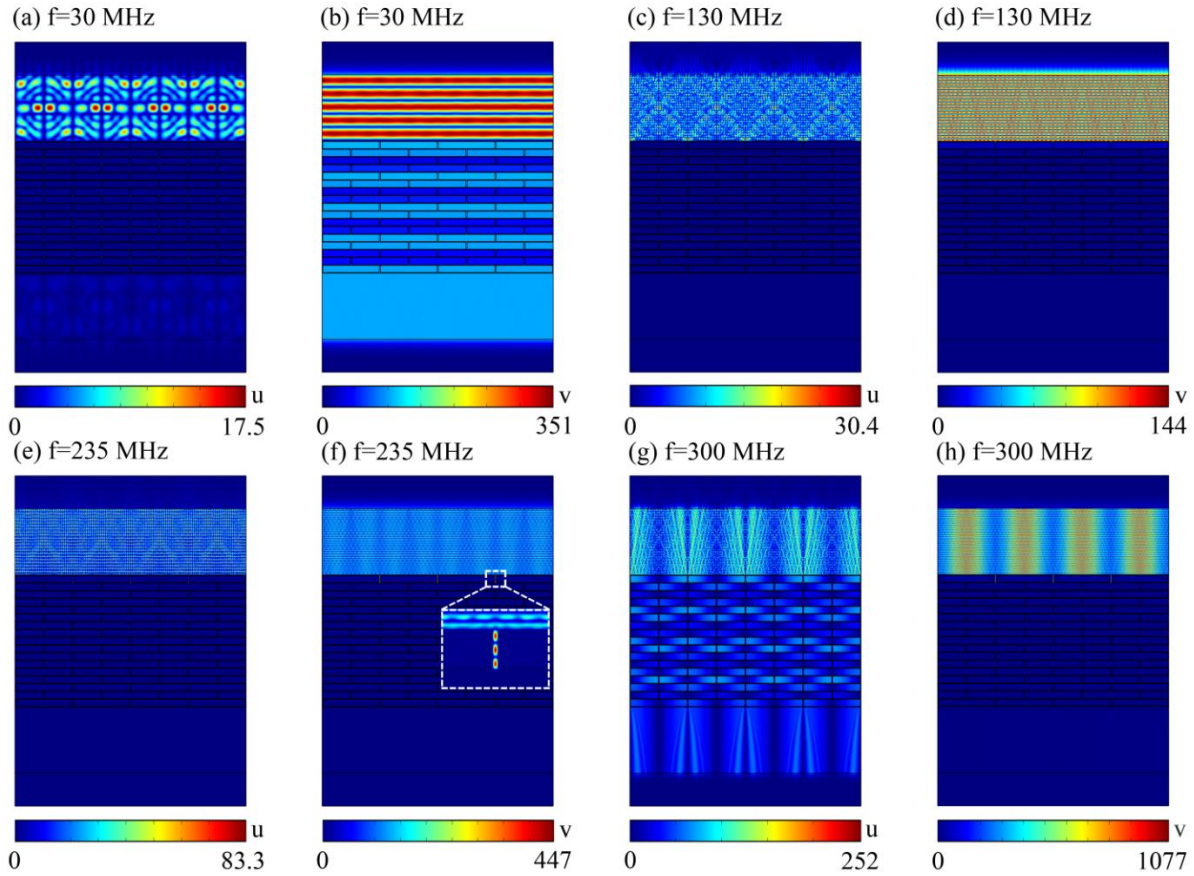 (a) f=30 MHz (b) f=30 MHz (c) f=130 MHz (d) f=130 MHz
u v u v
0 17.5 0 351 0 30.4 0 144
(e) f=235 MHz (f) f=235 MHz (g) f=300 MHz (h) f=300 MHz
u v u v
0 83.3 0 447 0 252 0 1077